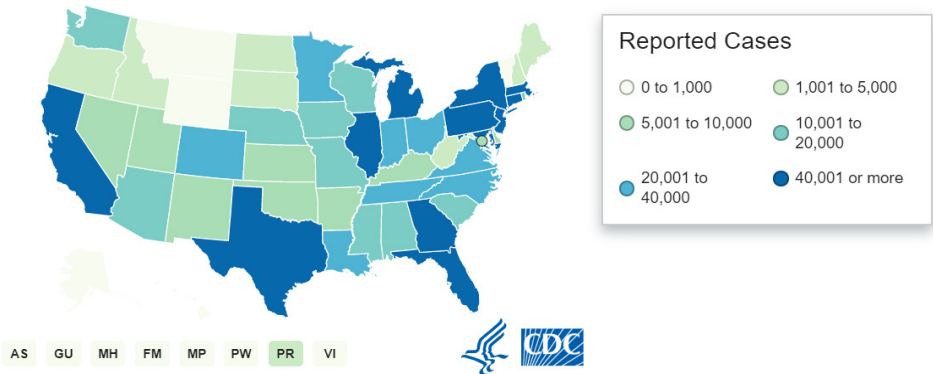 Reported Cases
0 to 1,000
1,001 to 5,000
5,001 to 10,000
10,001 to
20,000
20,001 to
40,000
40,001 or more
AS GU MH FM MP PW PR VI
CDC